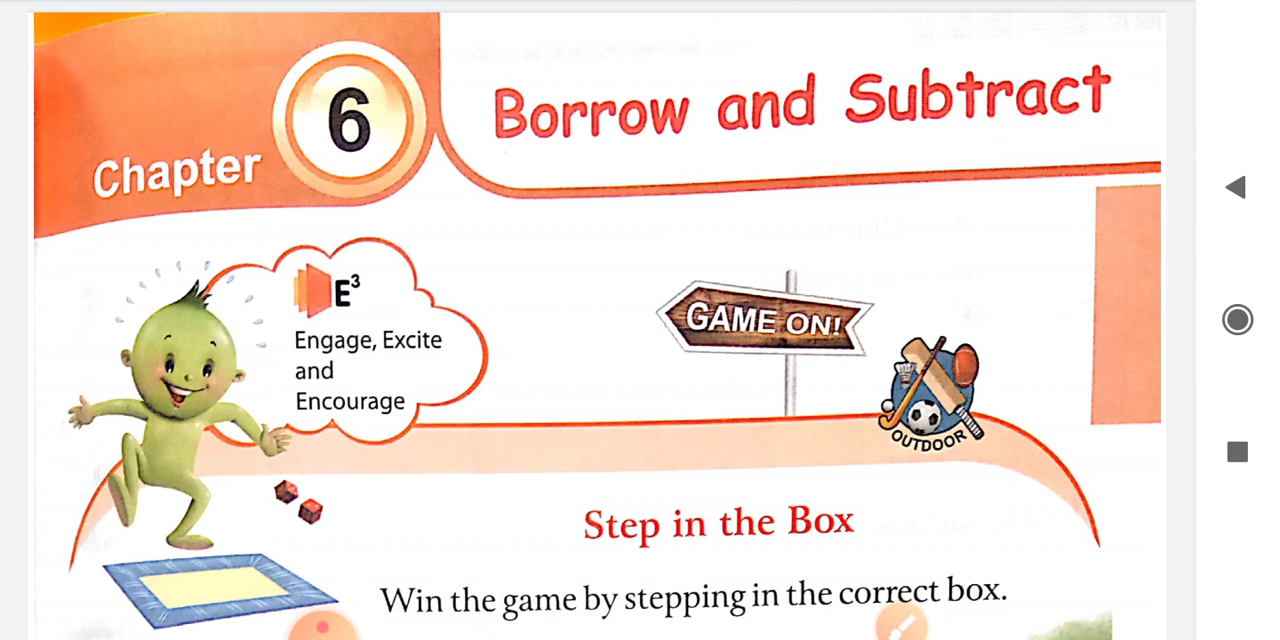 Chapter
6
Borrow and Subtract
E³
Engage, Excite
and
Encourage
GAME ON!
OUTDOOR
Step in the Box
Win the game by stepping in the correct box.